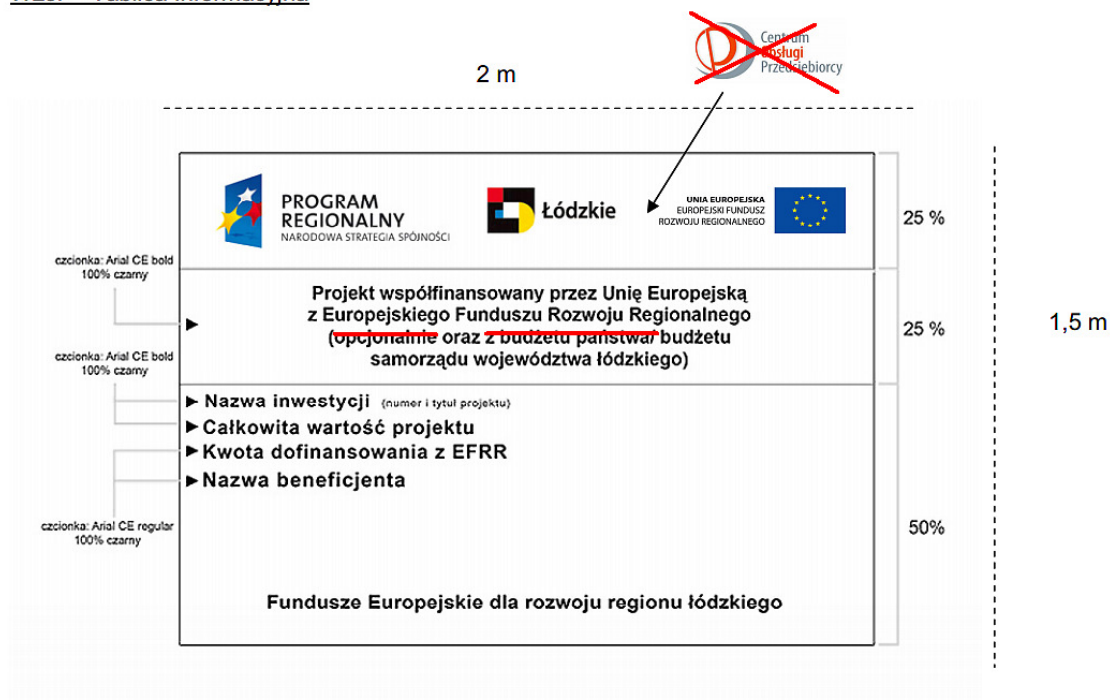 Wzór – Tablica informacyjna
Centrum
Obsługi
Przedsiębiorcy
2 m
PROGRAM
REGIONALNY
NARODOWA STRATEGIA SPÓJNOŚCI
Łódzkie
UNIA EUROPEJSKA
EUROPEJSKI FUNDUSZ
ROZWOJU REGIONALNEGO
25 %
czcionka: Arial CE bold
100% czarny
Projekt współfinansowany przez Unię Europejską
z Europejskiego Funduszu Rozwoju Regionalnego
(opcjonalnie oraz z budżetu państwa/ budżetu
samorządu województwa łódzkiego)
25 %
1,5 m
czcionka: Arial CE bold
100% czarny
Nazwa inwestycji (numer i tytuł projektu)
Całkowita wartość projektu
Kwota dofinansowania z EFRR
Nazwa beneficjenta
czcionka: Arial CE regular
100% czarny
50%
Fundusze Europejskie dla rozwoju regionu łódzkiego